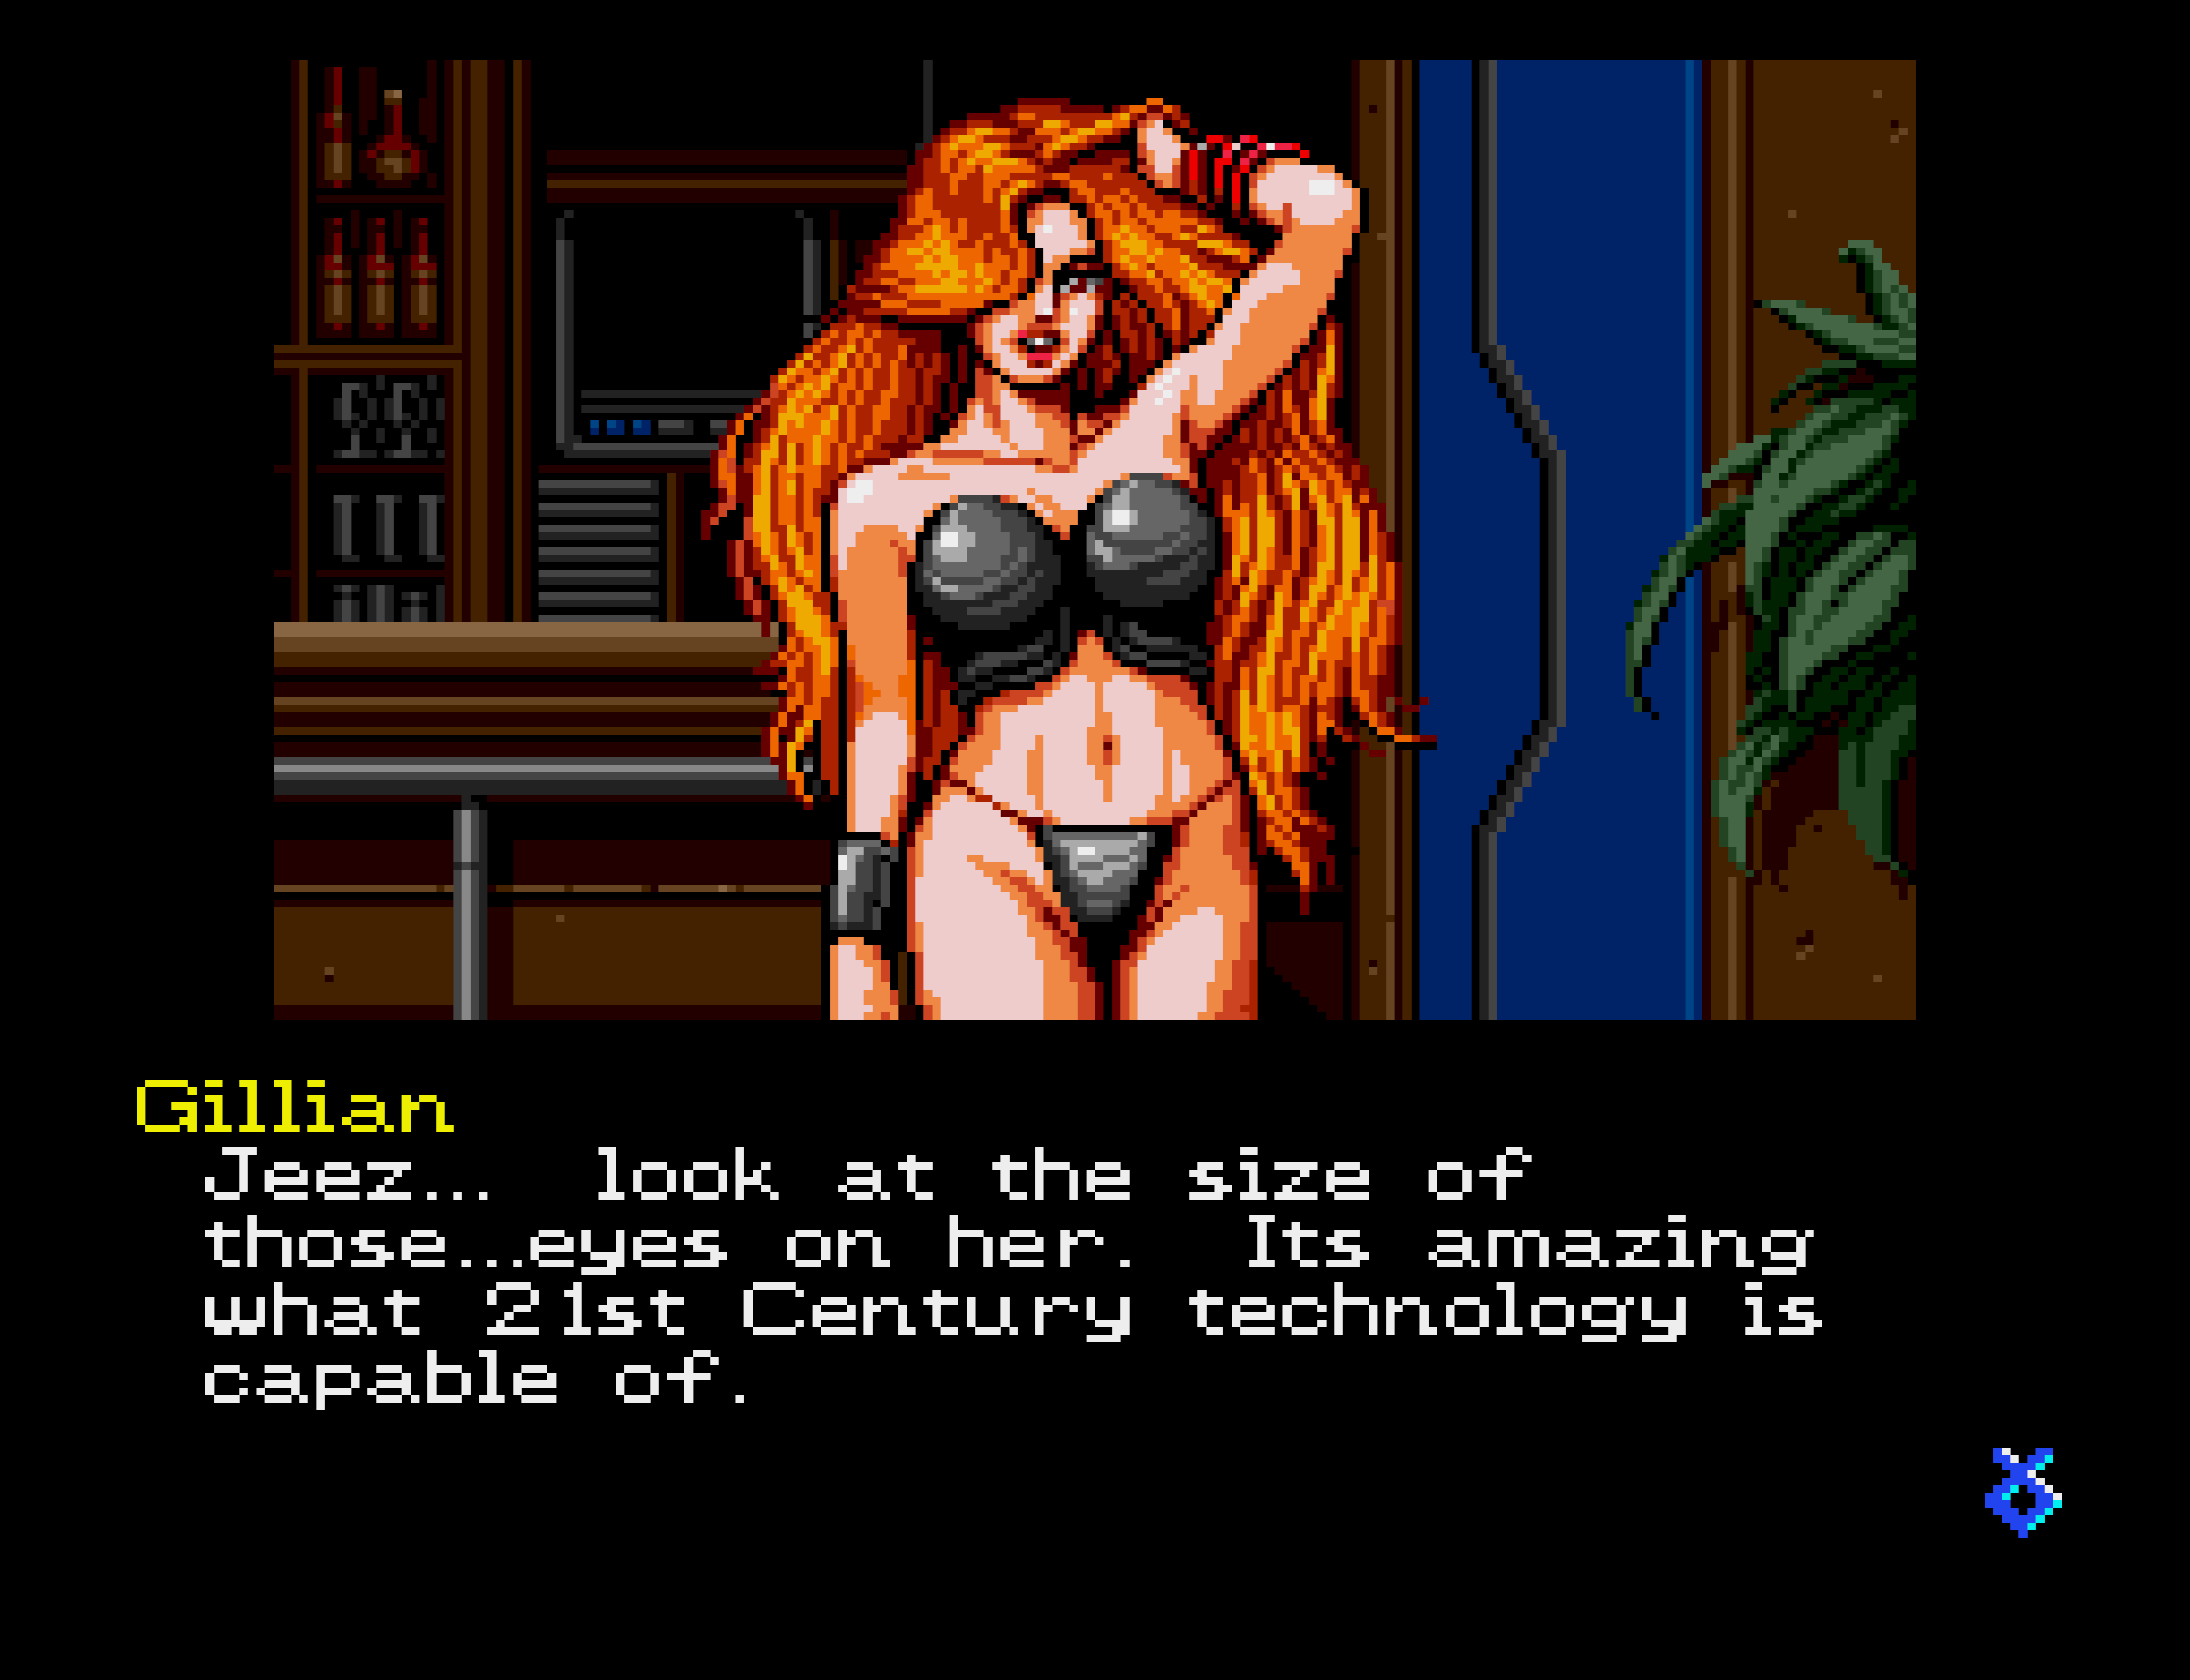 Gillian
Jeez... look at the size of
those...eyes on her. Its amazing
what 21st Century technology is
capable of.